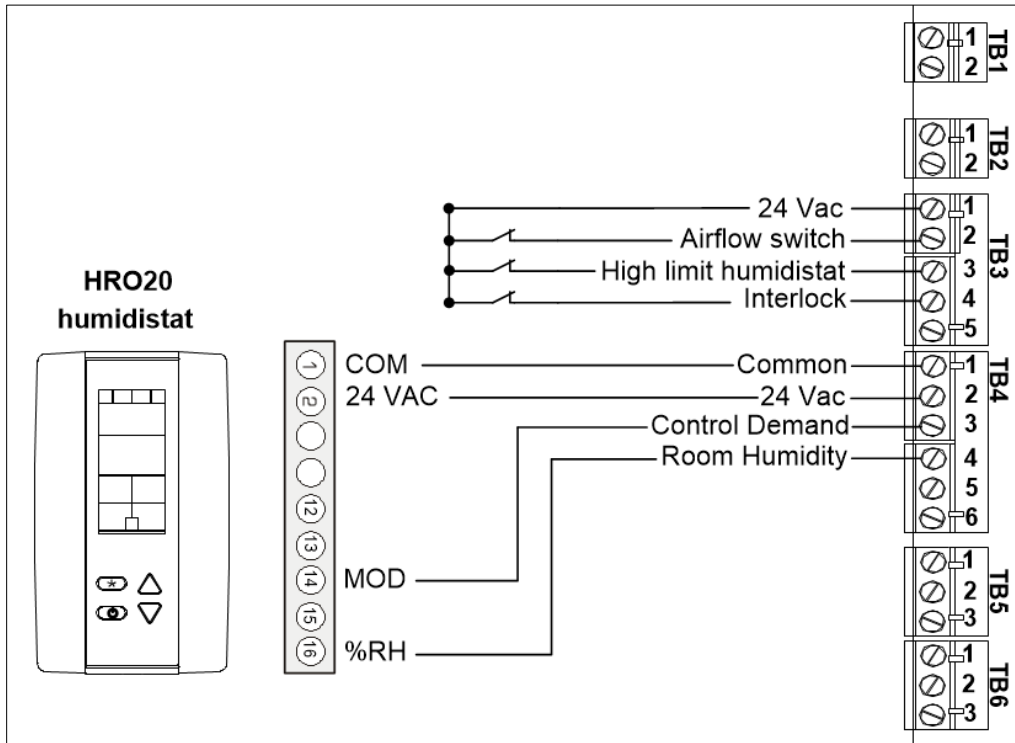 1
2
TB1
1
2
TB2
24 Vac 1
Airflow switch 2
High limit humidistat 3
Interlock 4
5
TB3
HRO20
humidistat
1 COM Common 1
2 24 VAC 24 Vac 2
Control Demand 3
Room Humidity 4
5
6
TB4
12
13
14 MOD
15
16 %RH
1
2
3
TB5
1
2
3
TB6